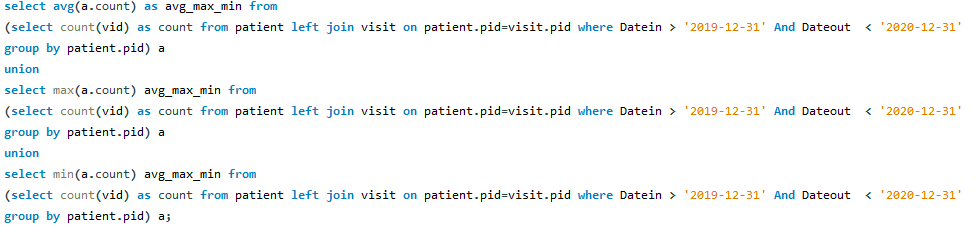 select avg(a.count) as avg_max_min from
(select count(vid) as count from patient left join visit on patient.pid=visit.pid where Datein > '2019-12-31' And Dateout  < '2020-12-31'
group by patient.pid) a
union
select max(a.count) avg_max_min from
(select count(vid) as count from patient left join visit on patient.pid=visit.pid where Datein > '2019-12-31' And Dateout  < '2020-12-31'
group by patient.pid) a
union
select min(a.count) avg_max_min from
(select count(vid) as count from patient left join visit on patient.pid=visit.pid where Datein > '2019-12-31' And Dateout  < '2020-12-31'
group by patient.pid) a;